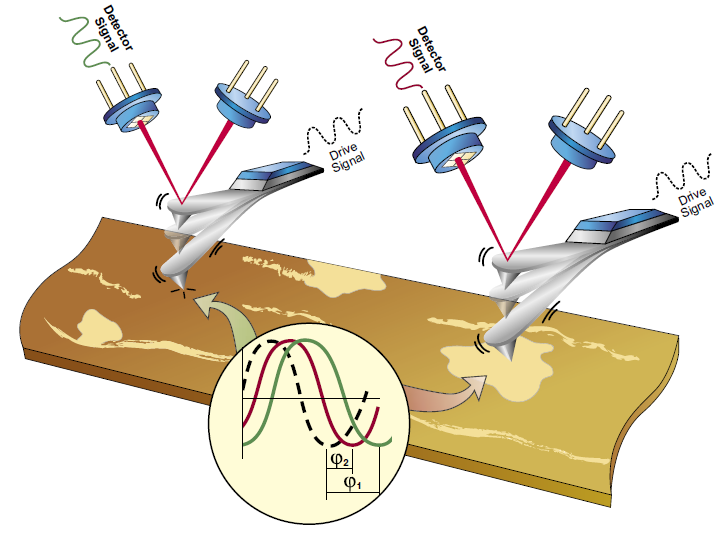 Detector
Signal
Drive
Signal
Detector
Signal
Drive
Signal
φ2
φ1